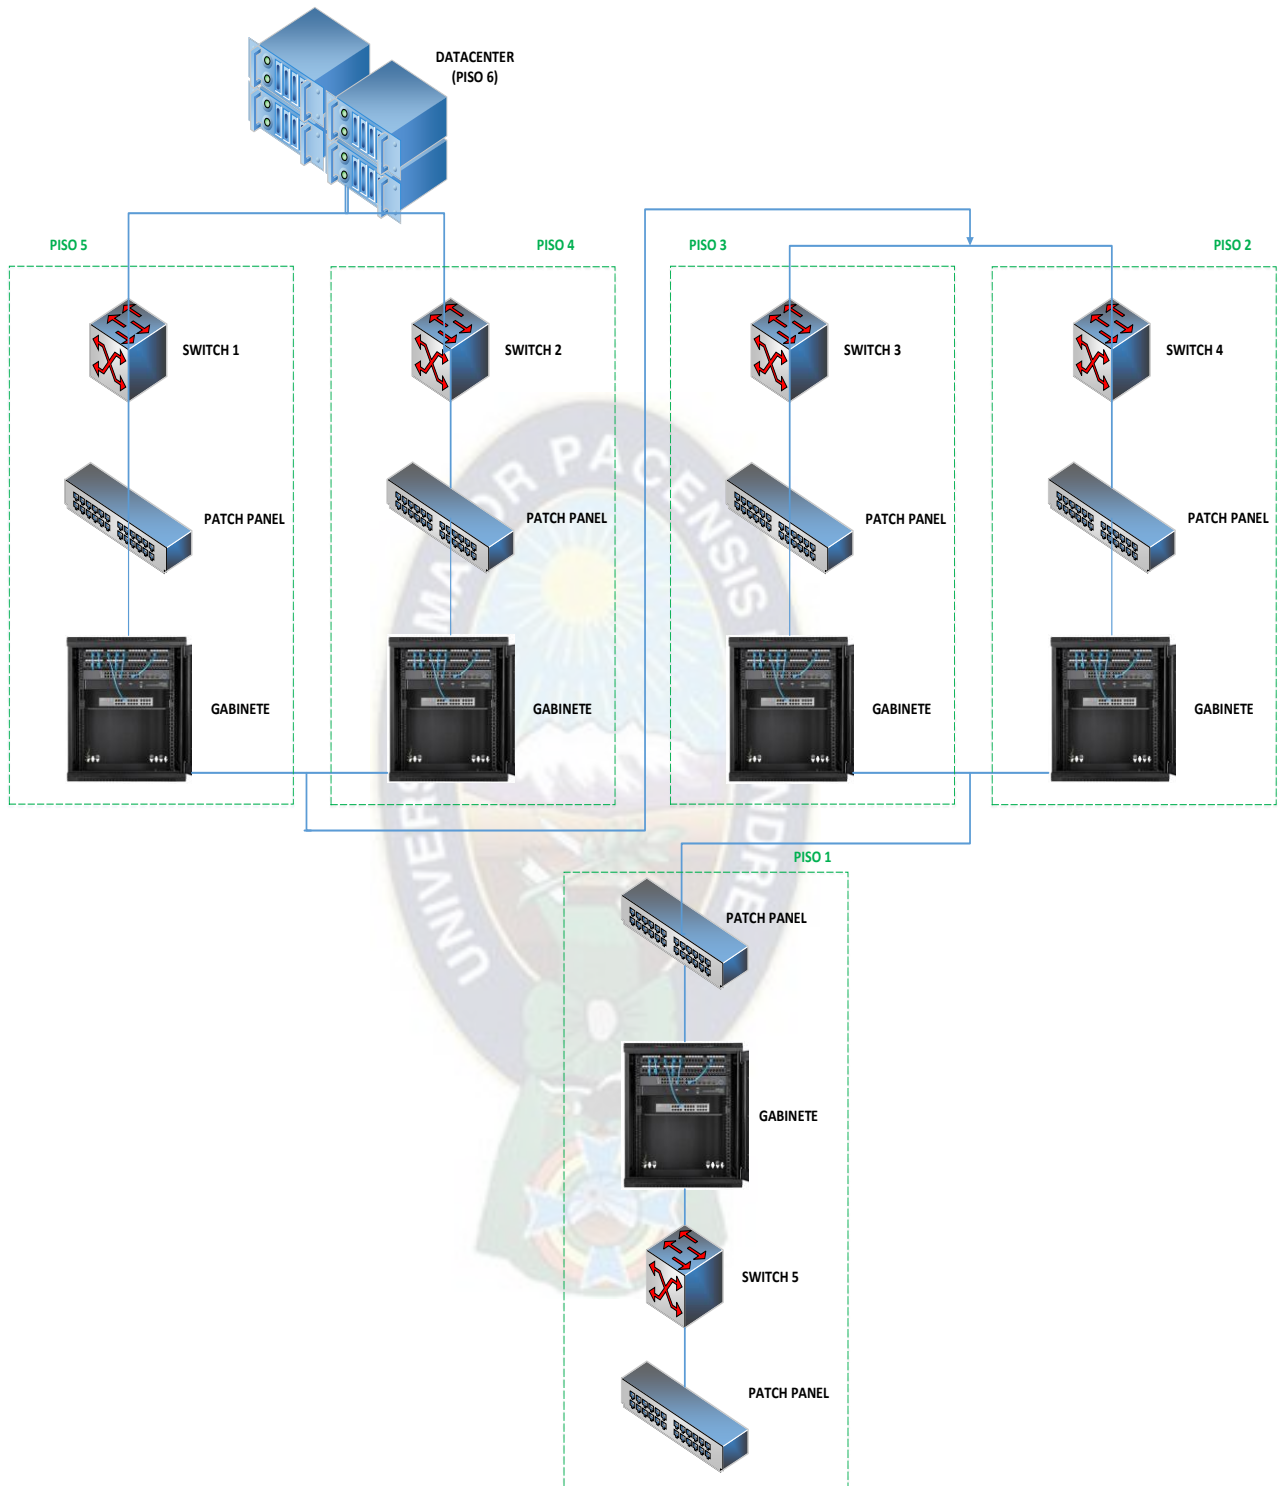 DATACENTER
(PISO 6)
PISO 5
PISO 4
PISO 3
PISO 2
SWITCH 1
SWITCH 2
SWITCH 3
SWITCH 4
PATCH PANEL
PATCH PANEL
PATCH PANEL
PATCH PANEL
GABINETE
GABINETE
GABINETE
GABINETE
PISO 1
PATCH PANEL
GABINETE
SWITCH 5
PATCH PANEL